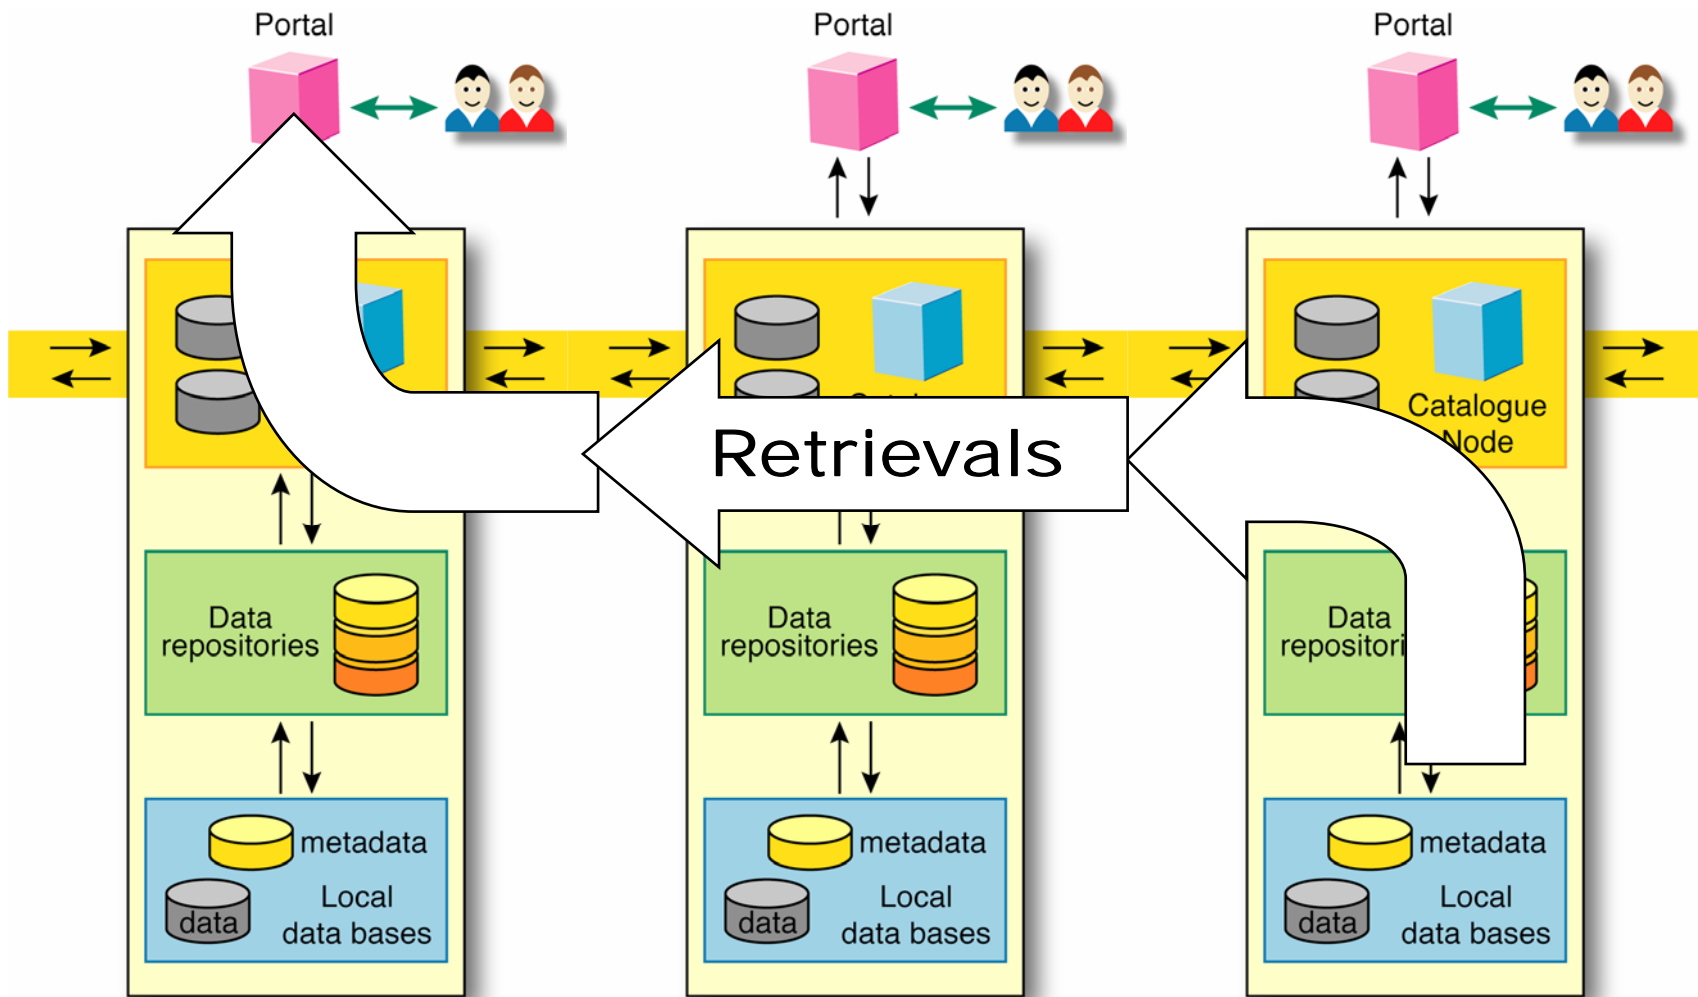 Portal
Portal
Portal
Catalogue
Node
Retrievals
Data
repositories
Data
repositories
Data
metadata
data
Local
data bases
metadata
data
Local
data bases
metadata
data
Local
data bases